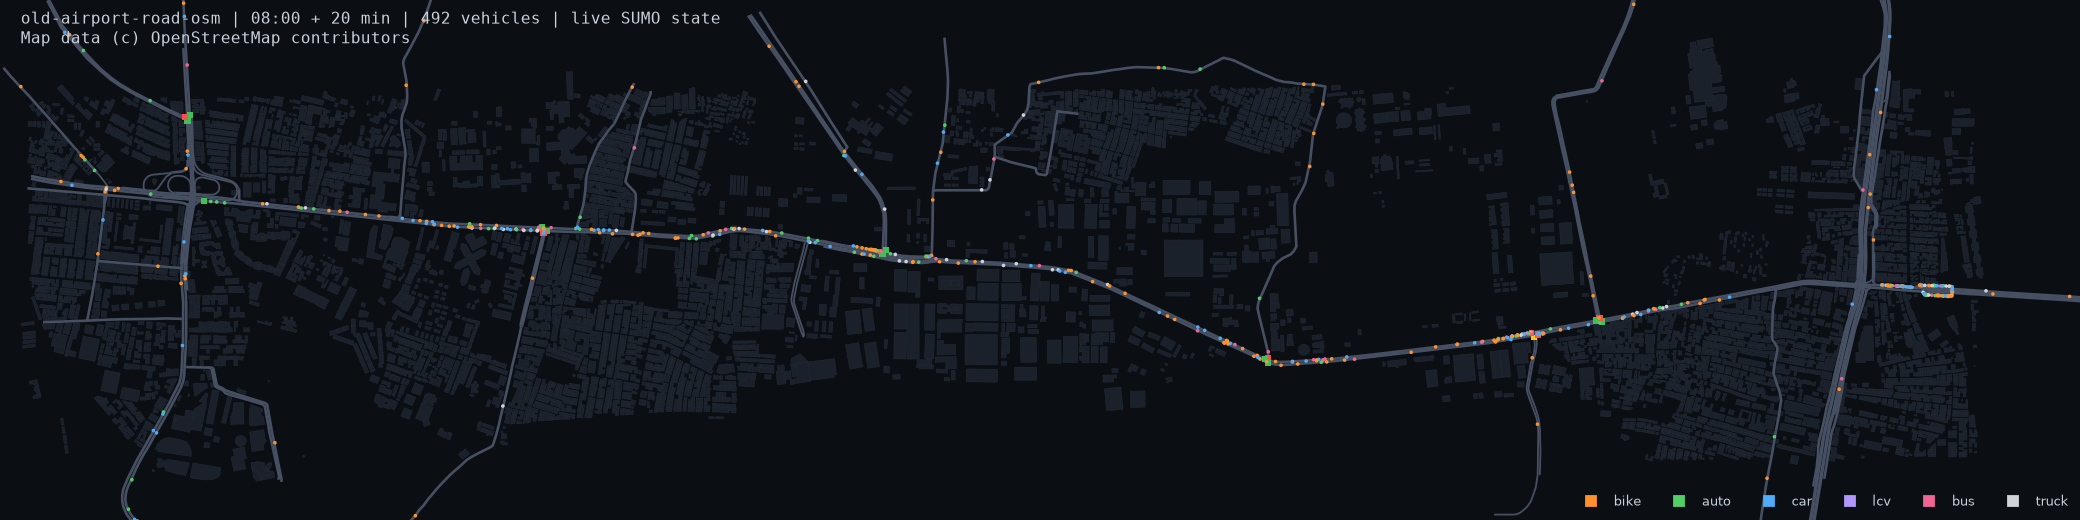 old-airport-road-osm | 08:00 + 20 min | 492 vehicles | live SUMO state
Map data (c) OpenStreetMap contributors
bike auto car lcv bus truck